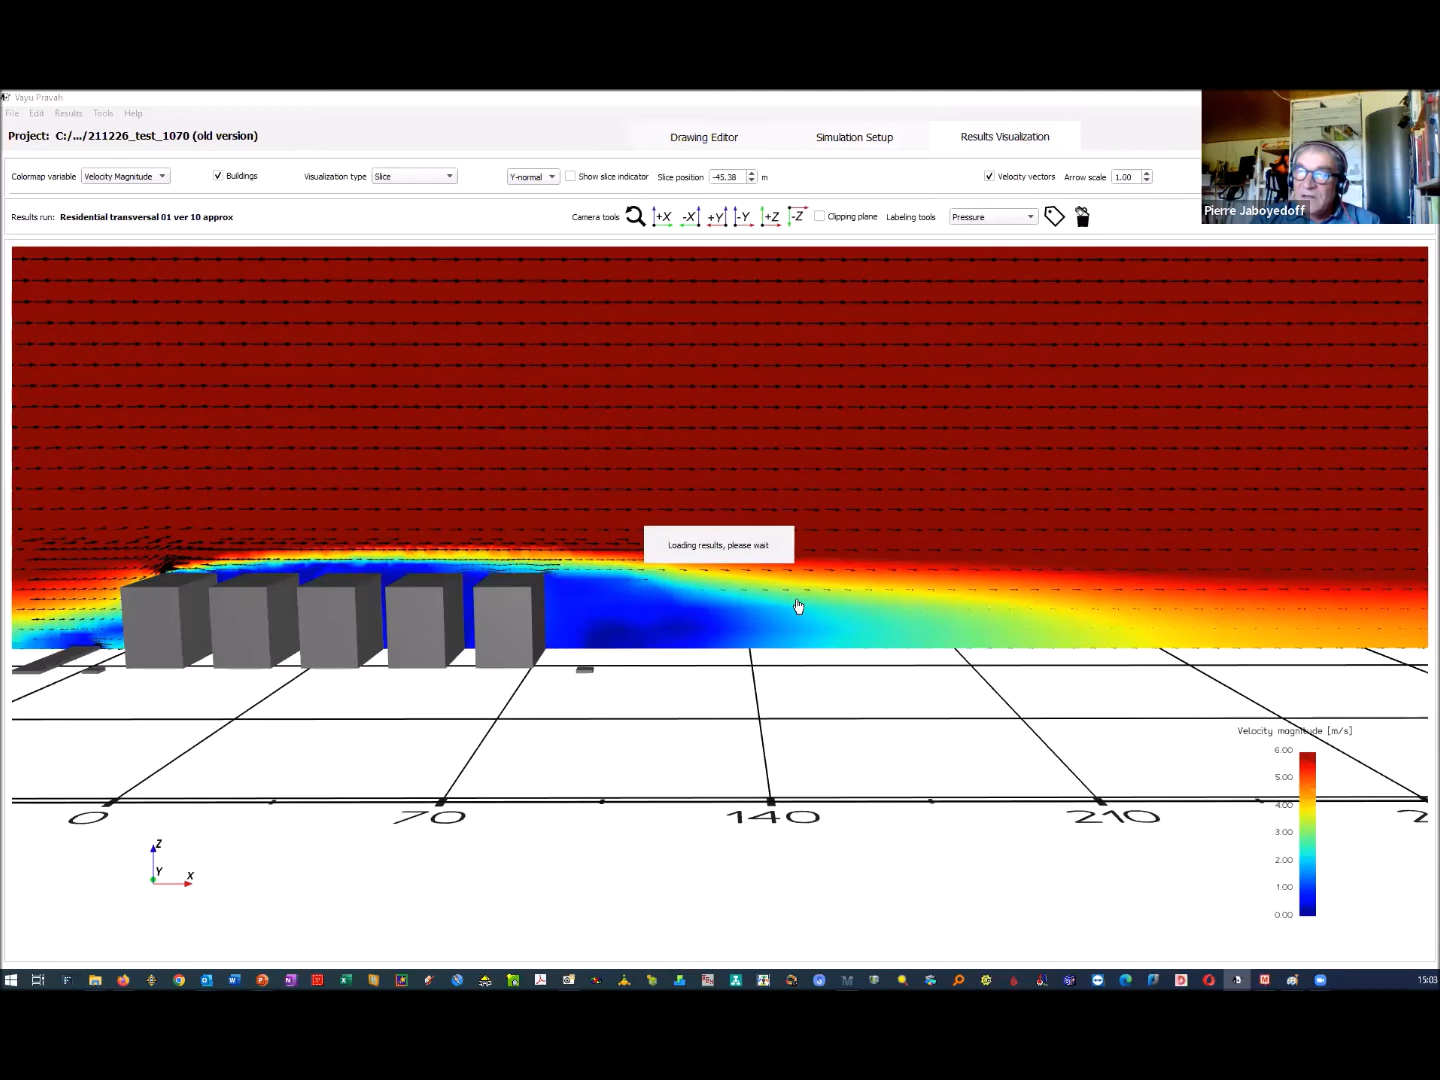 Vayu Pravah
File Edit Results Tools Help
Project: C:/.../211226_test_1070 (old version)
Drawing Editor Simulation Setup Results Visualization
Colormap variable Velocity Magnitude Buildings Visualization type Slice Y-normal Show slice indicator Slice position -45.38 m Velocity vectors Arrow scale 1.00
Pierre Jaboyedoff
Results run: Residential transversal 01 ver 10 approx Camera tools +X -X +Y -Y +Z -Z Clipping plane Labeling tools Pressure
Loading results, please wait
Velocity magnitude [m/s]
6.00
5.00
4.00
3.00
2.00
1.00
0.00
0 70 140 210
Z
Y X
15:03